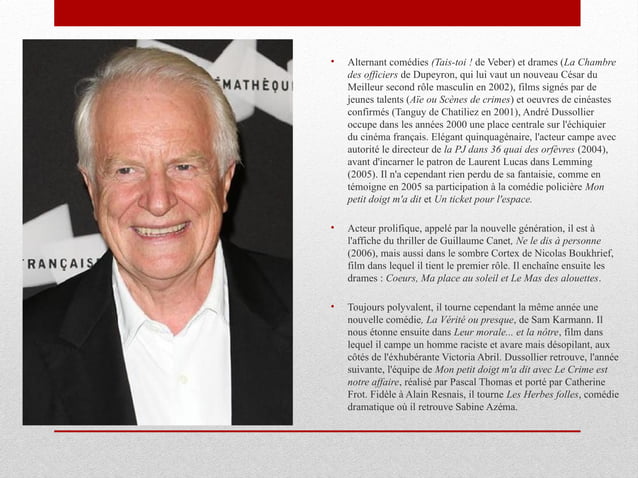 ÉMATHÈQU
FRANÇAIS
• Alternant comédies (Tais-toi ! de Veber) et drames (La Chambre
des officiers de Dupeyron, qui lui vaut un nouveau César du
Meilleur second rôle masculin en 2002), films signés par de
jeunes talents (Aïe ou Scènes de crimes) et oeuvres de cinéastes
confirmés (Tanguy de Chatiliez en 2001), André Dussollier
occupe dans les années 2000 une place centrale sur l'échiquier
du cinéma français. Elégant quinquagénaire, l'acteur campe avec
autorité le directeur de la PJ dans 36 quai des orfèvres (2004),
avant d'incarner le patron de Laurent Lucas dans Lemming
(2005). Il n'a cependant rien perdu de sa fantaisie, comme en
témoigne en 2005 sa participation à la comédie policière Mon
petit doigt m'a dit et Un ticket pour l'espace.
• Acteur prolifique, appelé par la nouvelle génération, il est à
l'affiche du thriller de Guillaume Canet, Ne le dis à personne
(2006), mais aussi dans le sombre Cortex de Nicolas Boukhrief,
film dans lequel il tient le premier rôle. Il enchaîne ensuite les
drames : Coeurs, Ma place au soleil et Le Mas des alouettes.
• Toujours polyvalent, il tourne cependant la même année une
nouvelle comédie, La Vérité ou presque, de Sam Karmann. Il
nous étonne ensuite dans Leur morale... et la nôtre, film dans
lequel il campe un homme raciste et avare mais désopilant, aux
côtés de l'éxhubérante Victoria Abril. Dussollier retrouve, l'année
suivante, l'équipe de Mon petit doigt m'a dit avec Le Crime est
notre affaire, réalisé par Pascal Thomas et porté par Catherine
Frot. Fidèle à Alain Resnais, il tourne Les Herbes folles, comédie
dramatique où il retrouve Sabine Azéma.